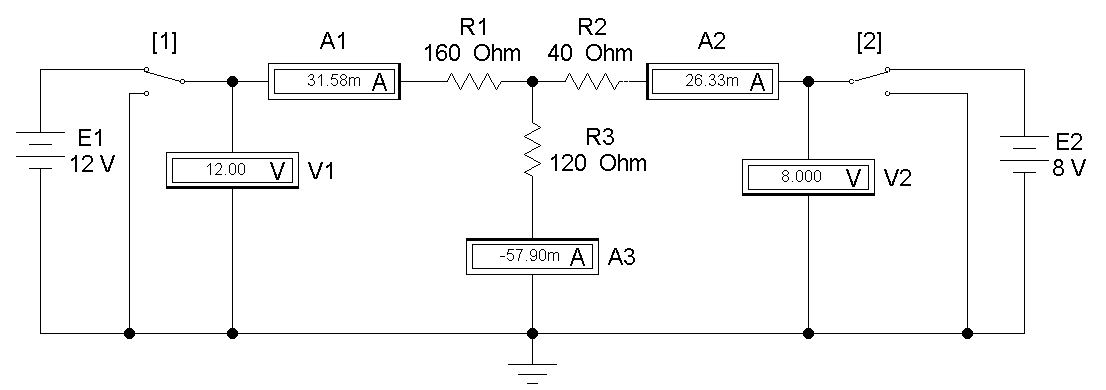 [1]
A1
R1
160 Ohm
R2
40 Ohm
A2
[2]
31.58m A
26.33m A
E1
12 V
12.00 V
V1
R3
120 Ohm
8.000 V
V2
E2
8 V
-57.90m A
A3